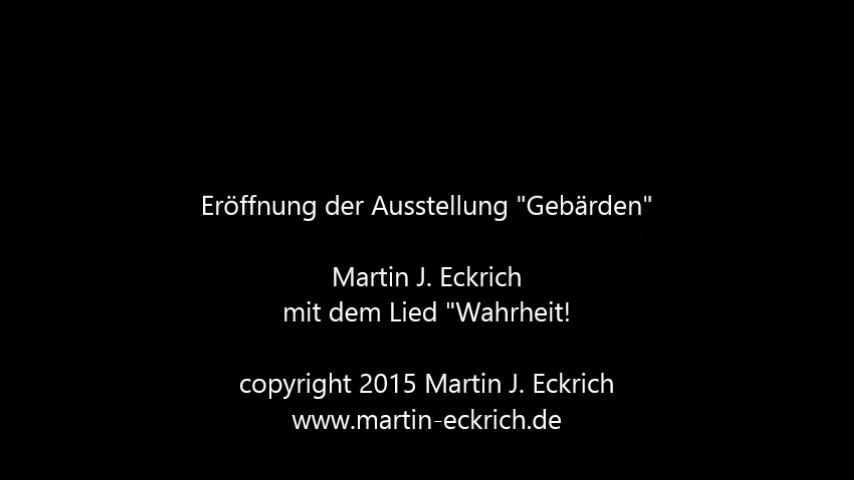 Eröffnung der Ausstellung "Gebärden"
Martin J. Eckrich
mit dem Lied "Wahrheit!
copyright 2015 Martin J. Eckrich
www.martin-eckrich.de